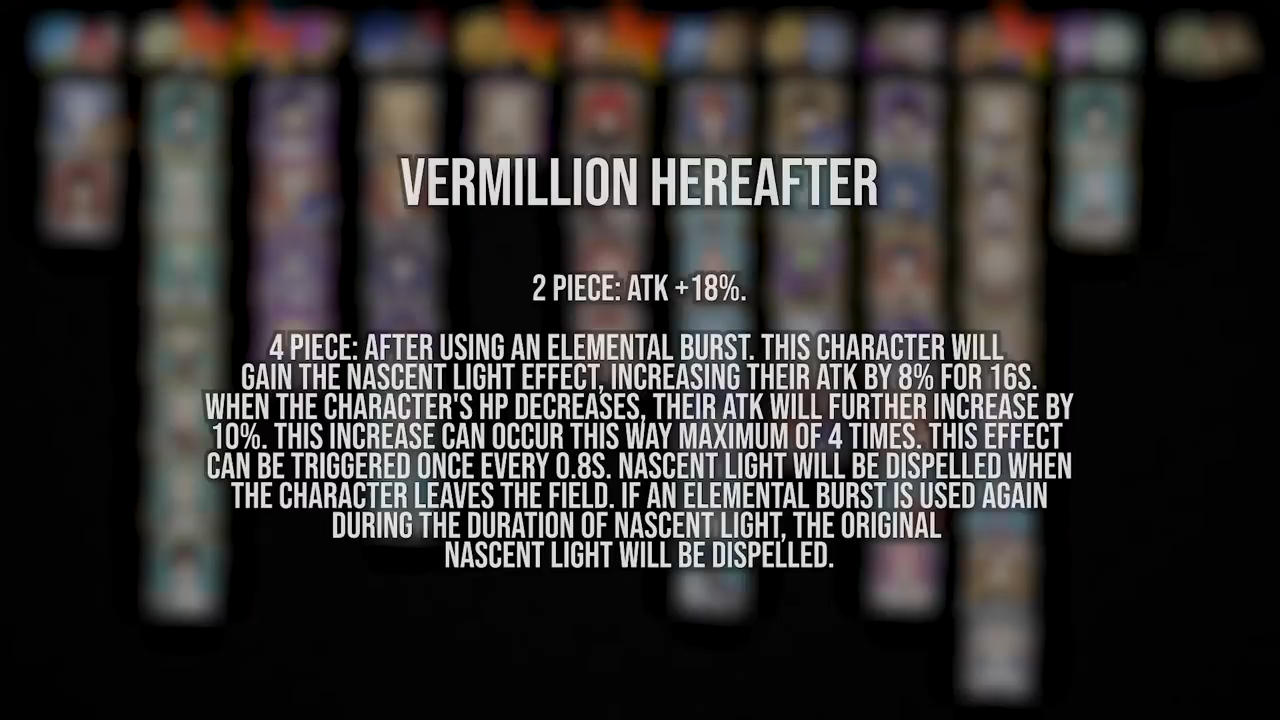 VERMILLION HEREAFTER
2 PIECE: ATK +18%.
4 PIECE: AFTER USING AN ELEMENTAL BURST. THIS CHARACTER WILL
GAIN THE NASCENT LIGHT EFFECT, INCREASING THEIR ATK BY 8% FOR 16S.
WHEN THE CHARACTER'S HP DECREASES, THEIR ATK WILL FURTHER INCREASE BY
10%. THIS INCREASE CAN OCCUR THIS WAY MAXIMUM OF 4 TIMES. THIS EFFECT
CAN BE TRIGGERED ONCE EVERY 0.8S. NASCENT LIGHT WILL BE DISPELLED WHEN
THE CHARACTER LEAVES THE FIELD. IF AN ELEMENTAL BURST IS USED AGAIN
DURING THE DURATION OF NASCENT LIGHT, THE ORIGINAL
NASCENT LIGHT WILL BE DISPELLED.